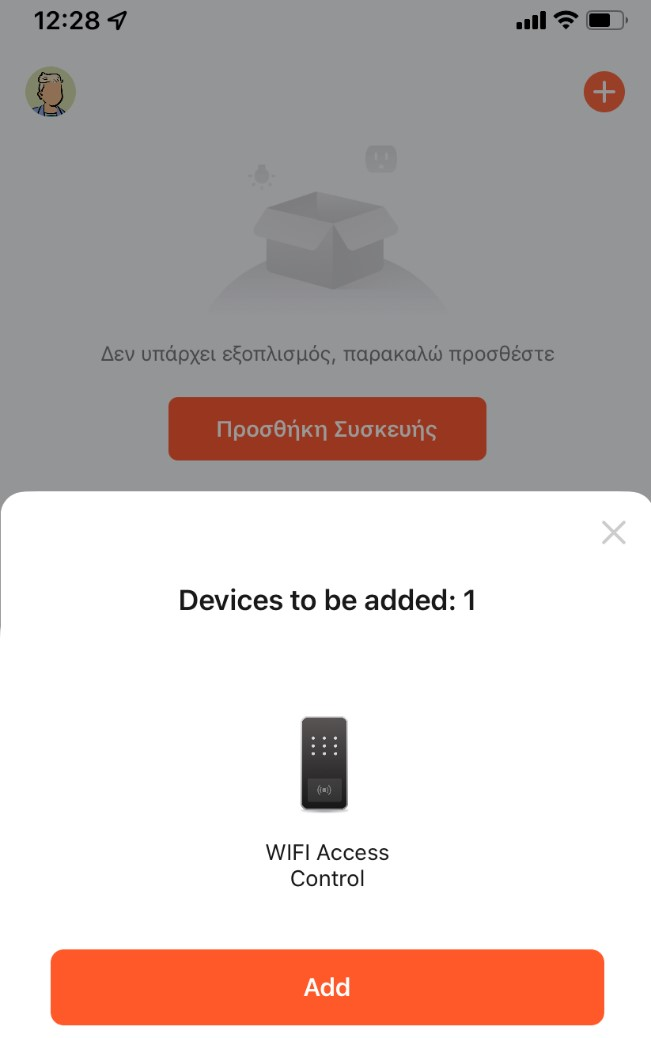 12:28
Δεν υπάρχει εξοπλισμός, παρακαλώ προσθέστε
Προσθήκη Συσκευής
Devices to be added: 1
WIFI Access
Control
Add